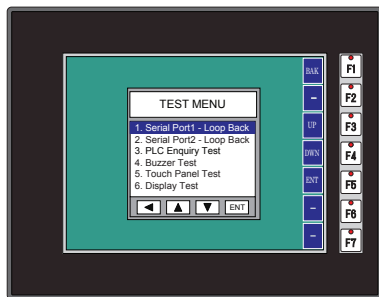 TEST MENU
1. Serial Port1 - Loop Back
2. Serial Port2 - Loop Back
3. PLC Enquiry Test
4. Buzzer Test
5. Touch Panel Test
6. Display Test
ENT
BAK
-
UP
DWN
ENT
-
-
F1
F2
F3
F4
F5
F6
F7